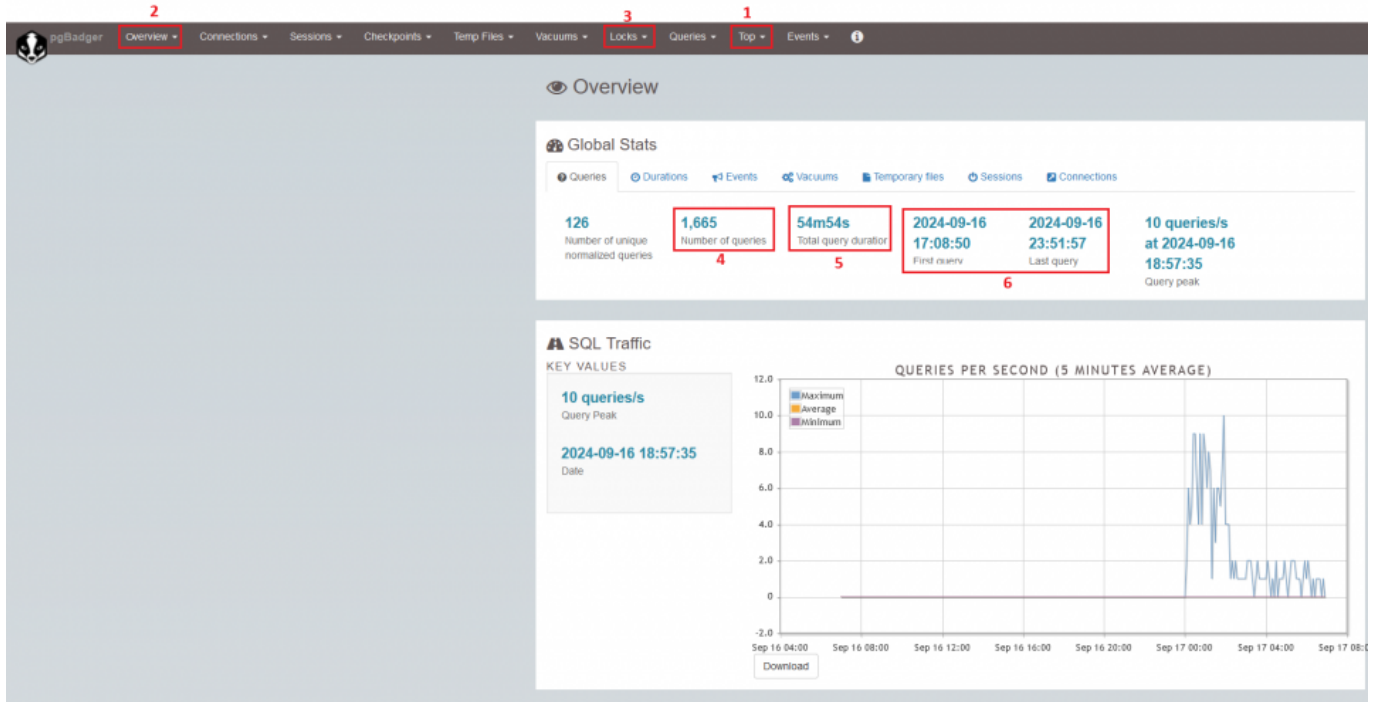 2
3
1
pgBadger Overview Connections Sessions Checkpoints Temp Files Vacuums Locks Queries Top Events
Overview
Global Stats
Queries Durations Events Vacuums Temporary files Sessions Connections
126
Number of unique
normalized queries
1,665
Number of queries
4
54m54s
Total query duration
5
2024-09-16
17:08:50
First query
2024-09-16
23:51:57
Last query
6
10 queries/s
at 2024-09-16
18:57:35
Query peak
SQL Traffic
KEY VALUES
10 queries/s
Query Peak
2024-09-16 18:57:35
Date
QUERIES PER SECOND (5 MINUTES AVERAGE)
Maximum
Average
Minimum
12.0
10.0
8.0
6.0
4.0
2.0
0
-2.0
Sep 16 04:00 Sep 16 08:00 Sep 16 12:00 Sep 16 16:00 Sep 16 20:00 Sep 17 00:00 Sep 17 04:00 Sep 17 08:
Download